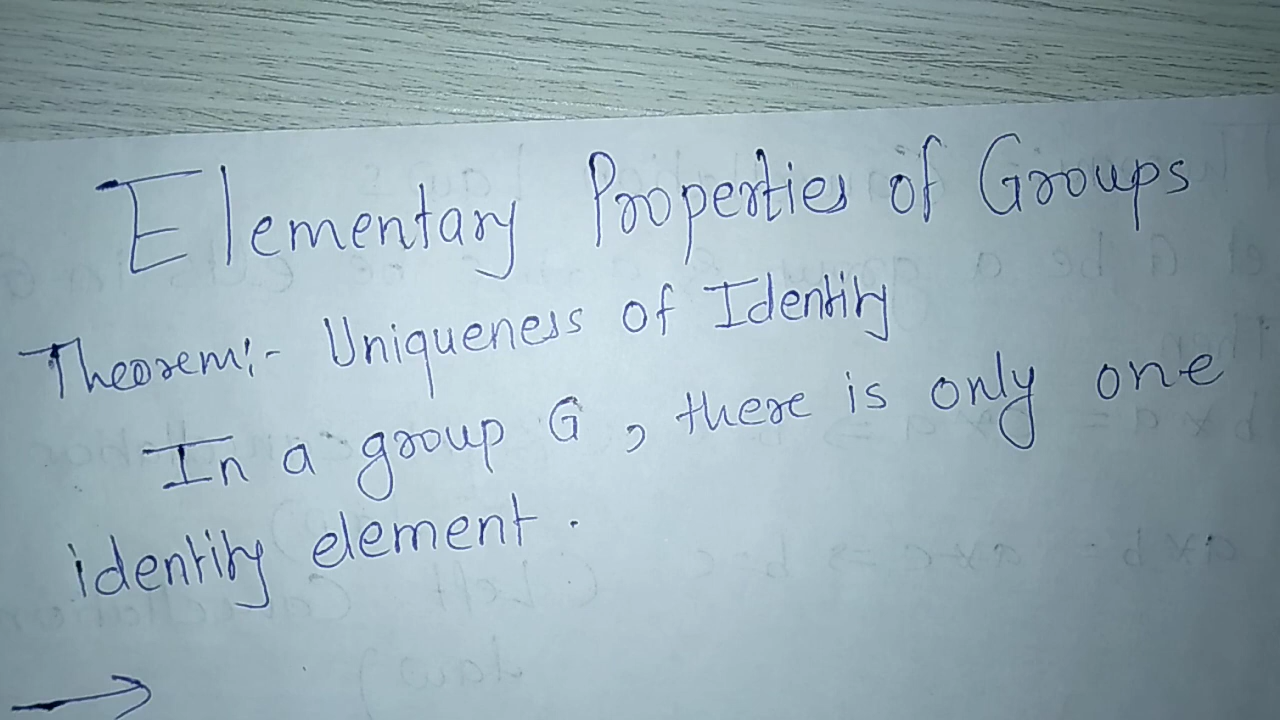 Elementary Properties of Groups
Theorem:- Uniqueness of Identity
In a group G, there is only one
identity element.